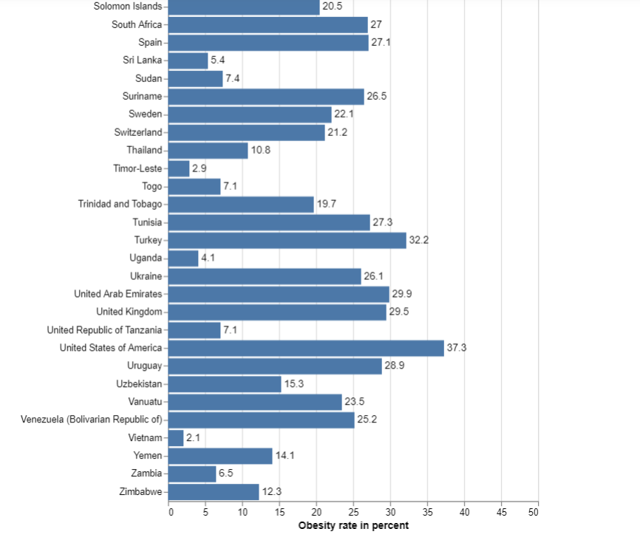 Solomon Islands 20.5
South Africa 27
Spain 27.1
Sri Lanka 5.4
Sudan 7.4
Suriname 26.5
Sweden 22.1
Switzerland 21.2
Thailand 10.8
Timor-Leste 2.9
Togo 7.1
Trinidad and Tobago 19.7
Tunisia 27.3
Turkey 32.2
Uganda 4.1
Ukraine 26.1
United Arab Emirates 29.9
United Kingdom 29.5
United Republic of Tanzania 7.1
United States of America 37.3
Uruguay 28.9
Uzbekistan 15.3
Vanuatu 23.5
Venezuela (Bolivarian Republic of) 25.2
Vietnam 2.1
Yemen 14.1
Zambia 6.5
Zimbabwe 12.3
0 5 10 15 20 25 30 35 40 45 50
Obesity rate in percent